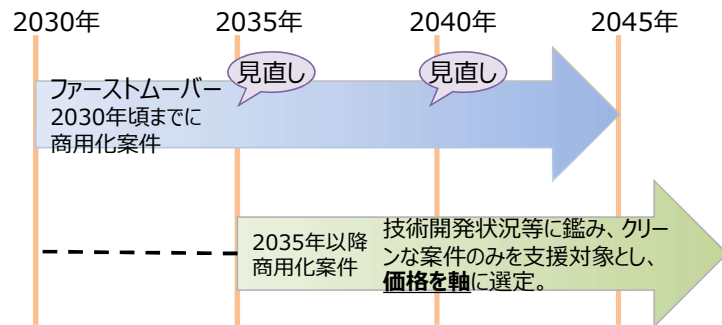 2030年 2035年 2040年 2045年
見直し 見直し
ファーストムーバー
2030年頃までに
商用化案件
2035年以降
商用化案件
技術開発状況等に鑑み、クリー
ンな案件のみを支援対象とし、
価格を軸に選定。